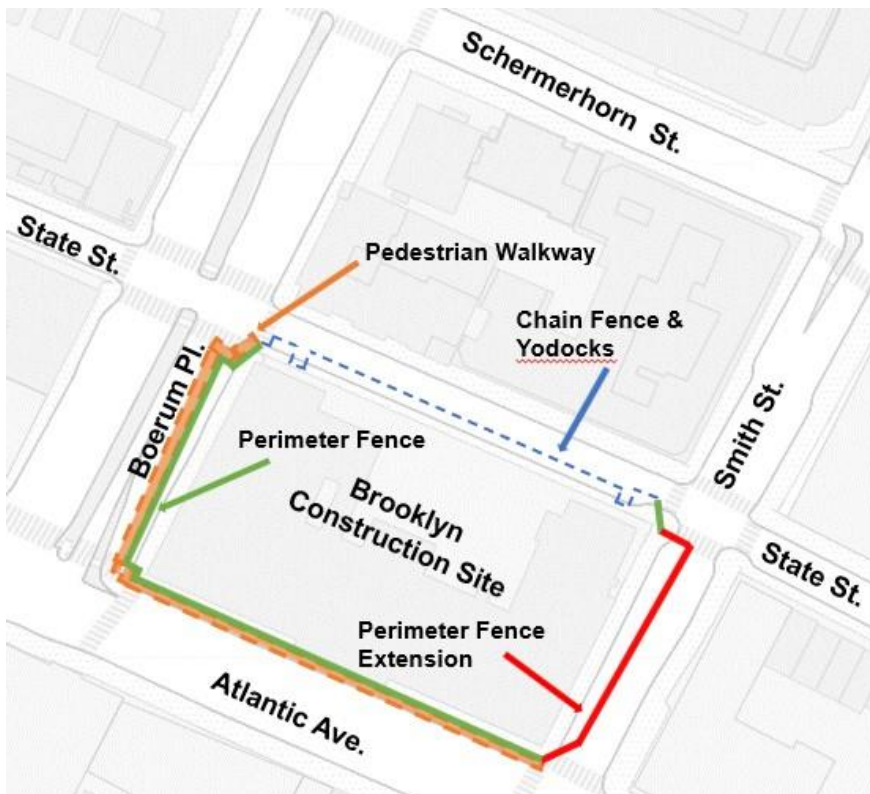 Schermerhorn St.
State St.
Pedestrian Walkway
Chain Fence &
Yodocks
Boerum Pl.
Smith St.
Perimeter Fence
Brooklyn
Construction Site
State St.
Perimeter Fence
Extension
Atlantic Ave.